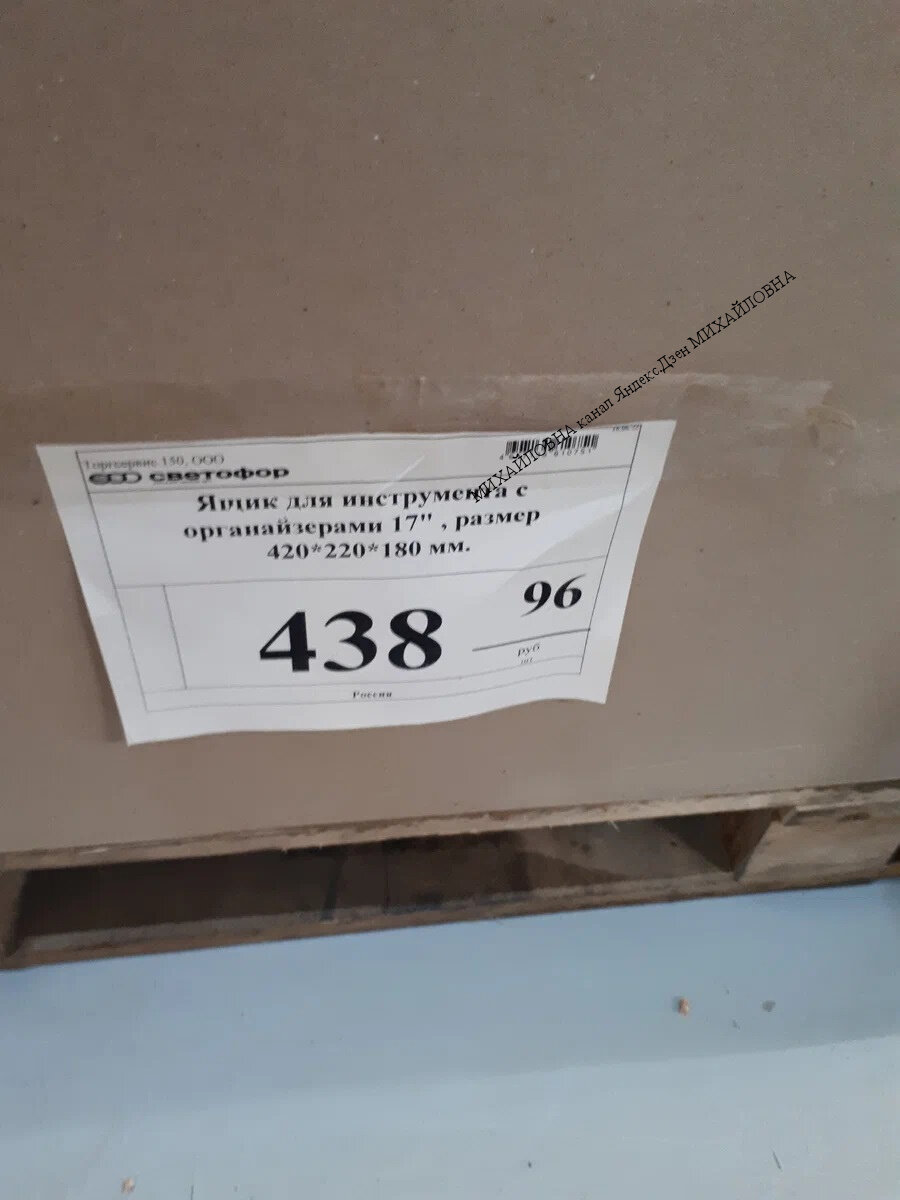 Торгсервис 150, ООО
светофор
Ящик для инструмента с
органайзерами 17" , размер
420*220*180 мм.
438
96
руб
шт
Россия
МИХАЙЛОВНА канал Яндекс.Дзен МИХАЙЛОВНА